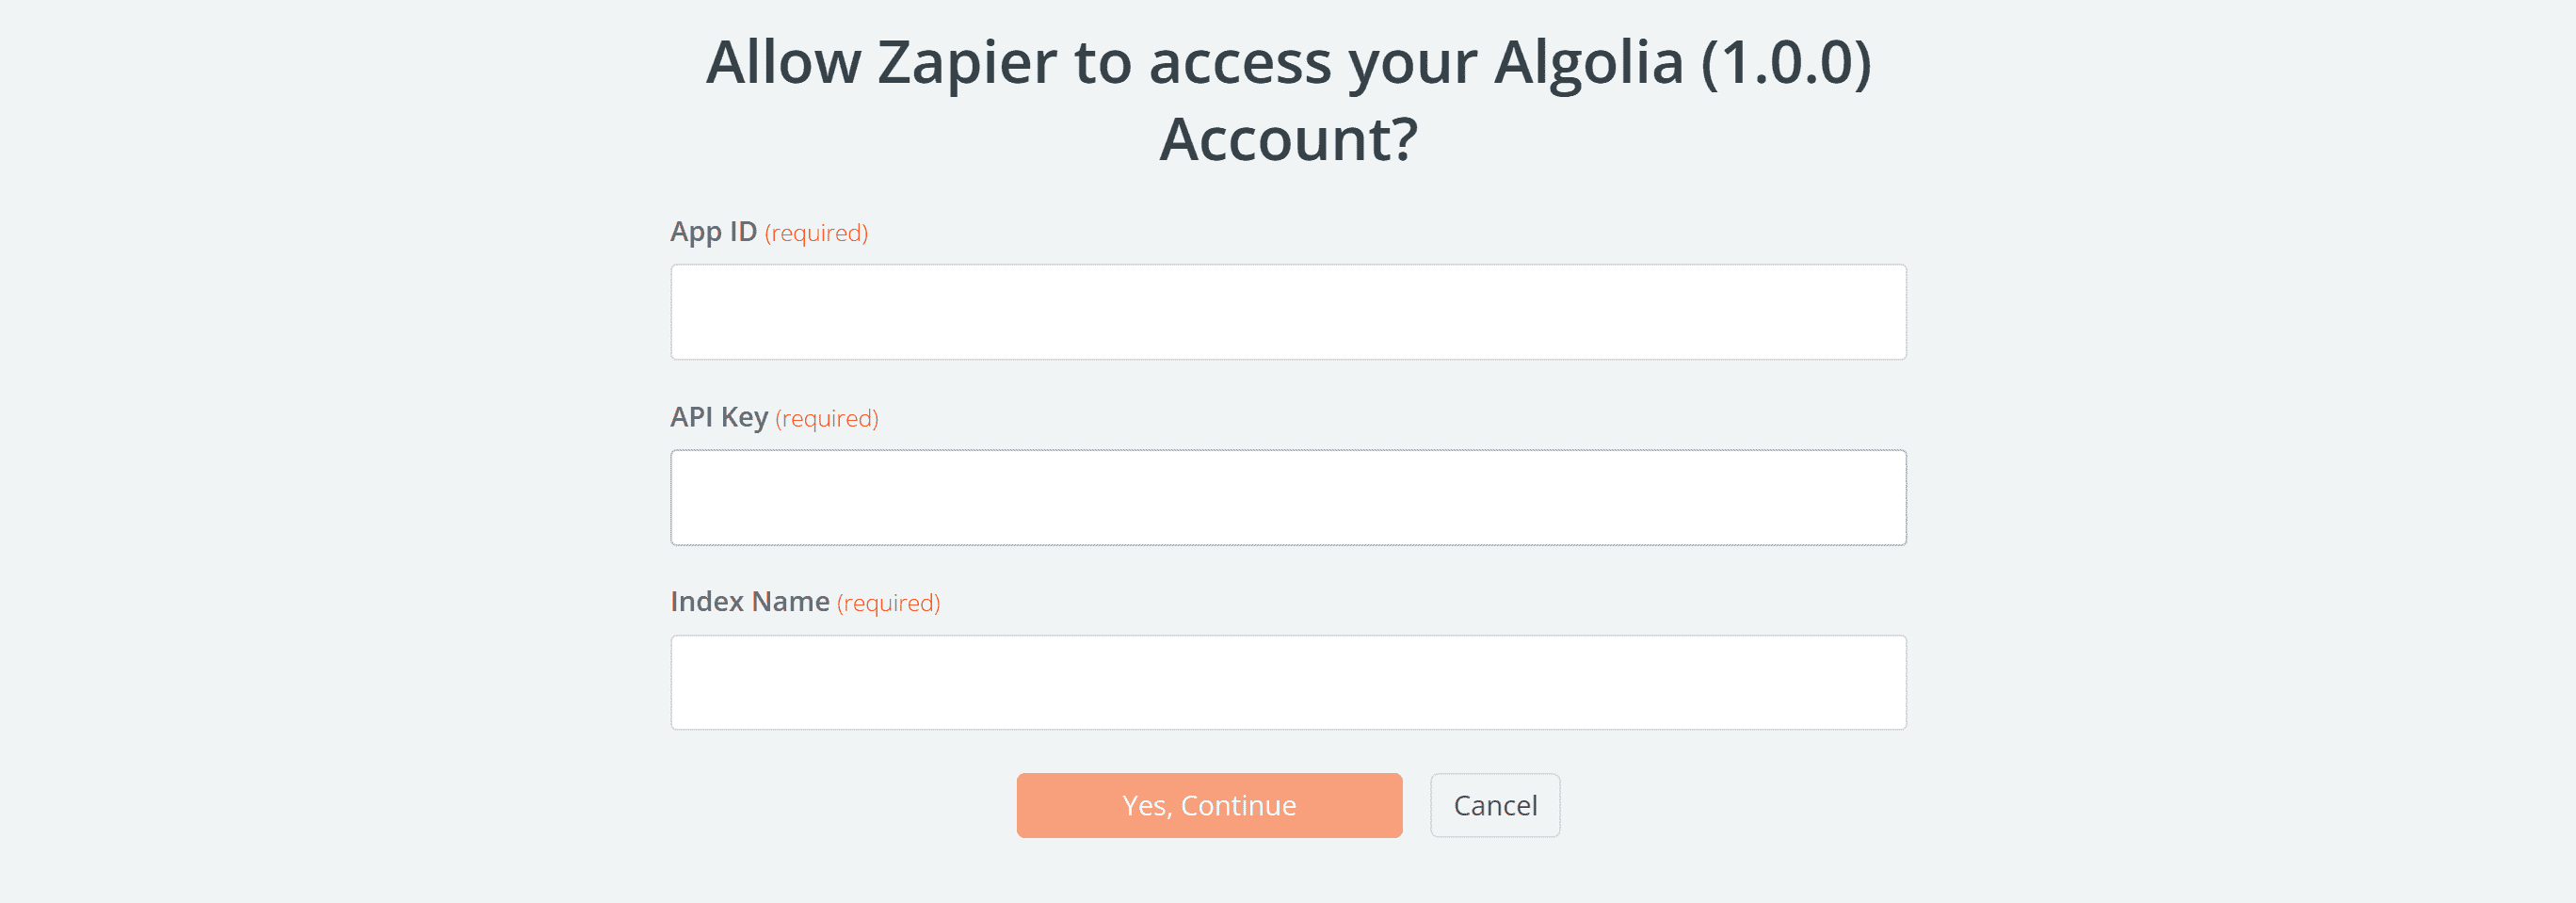 Allow Zapier to access your Algolia (1.0.0)
Account?
App ID (required)
API Key (required)
Index Name (required)
Yes, Continue
Cancel